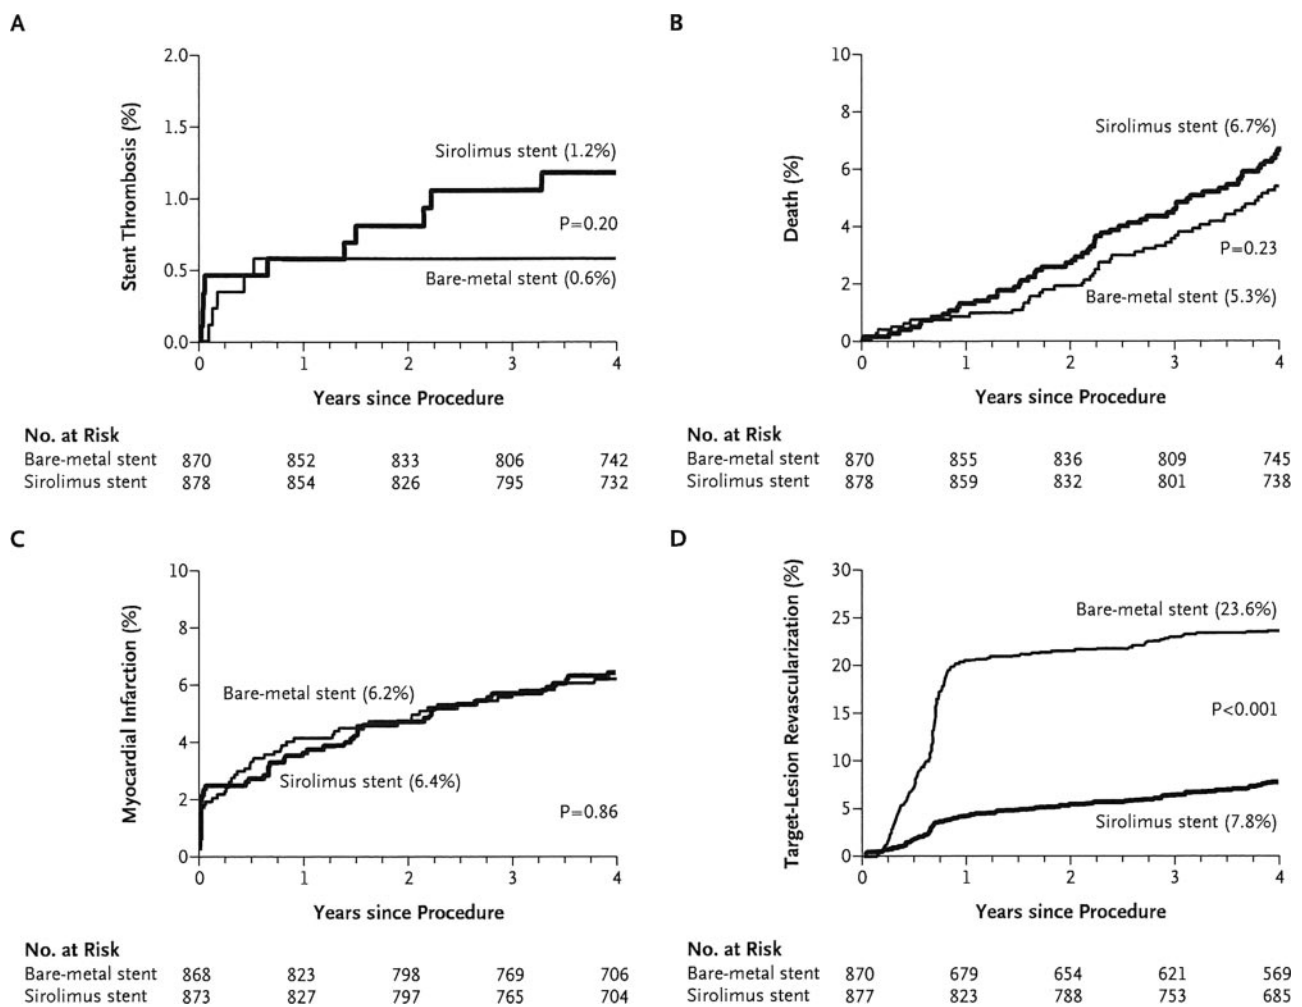 A
Stent Thrombosis (%)
2.0
1.5
1.0
0.5
0.0
Sirolimus stent (1.2%)
P=0.20
Bare-metal stent (0.6%)
0 1 2 3 4
Years since Procedure
No. at Risk
Bare-metal stent 870 852 833 806 742
Sirolimus stent 878 854 826 795 732
B
Death (%)
10
8
6
4
2
0
Sirolimus stent (6.7%)
P=0.23
Bare-metal stent (5.3%)
0 1 2 3 4
Years since Procedure
No. at Risk
Bare-metal stent 870 855 836 809 745
Sirolimus stent 878 859 832 801 738
C
Myocardial Infarction (%)
10
8
6
4
2
0
Bare-metal stent (6.2%)
Sirolimus stent (6.4%)
P=0.86
0 1 2 3 4
Years since Procedure
No. at Risk
Bare-metal stent 868 823 798 769 706
Sirolimus stent 873 827 797 765 704
D
Target-Lesion Revascularization (%)
30
25
20
15
10
5
0
Bare-metal stent (23.6%)
P<0.001
Sirolimus stent (7.8%)
0 1 2 3 4
Years since Procedure
No. at Risk
Bare-metal stent 870 679 654 621 569
Sirolimus stent 877 823 788 753 685